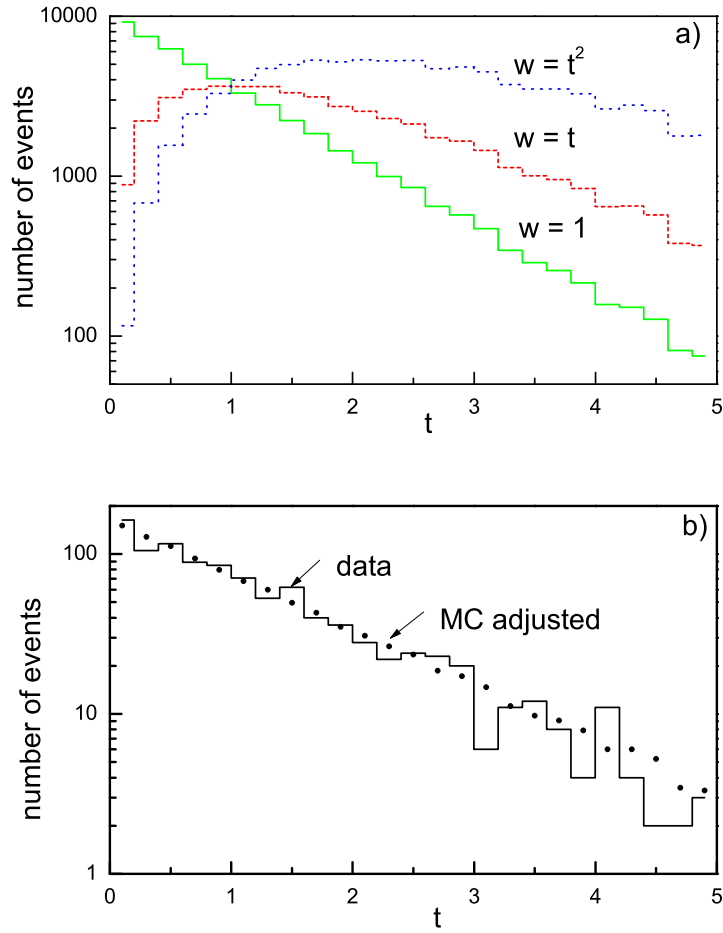 10000
1000
100
number of events
a)
w = t²
w = t
w = 1
0 1 2 3 4 5
t
100
10
1
number of events
b)
data
MC adjusted
0 1 2 3 4 5
t